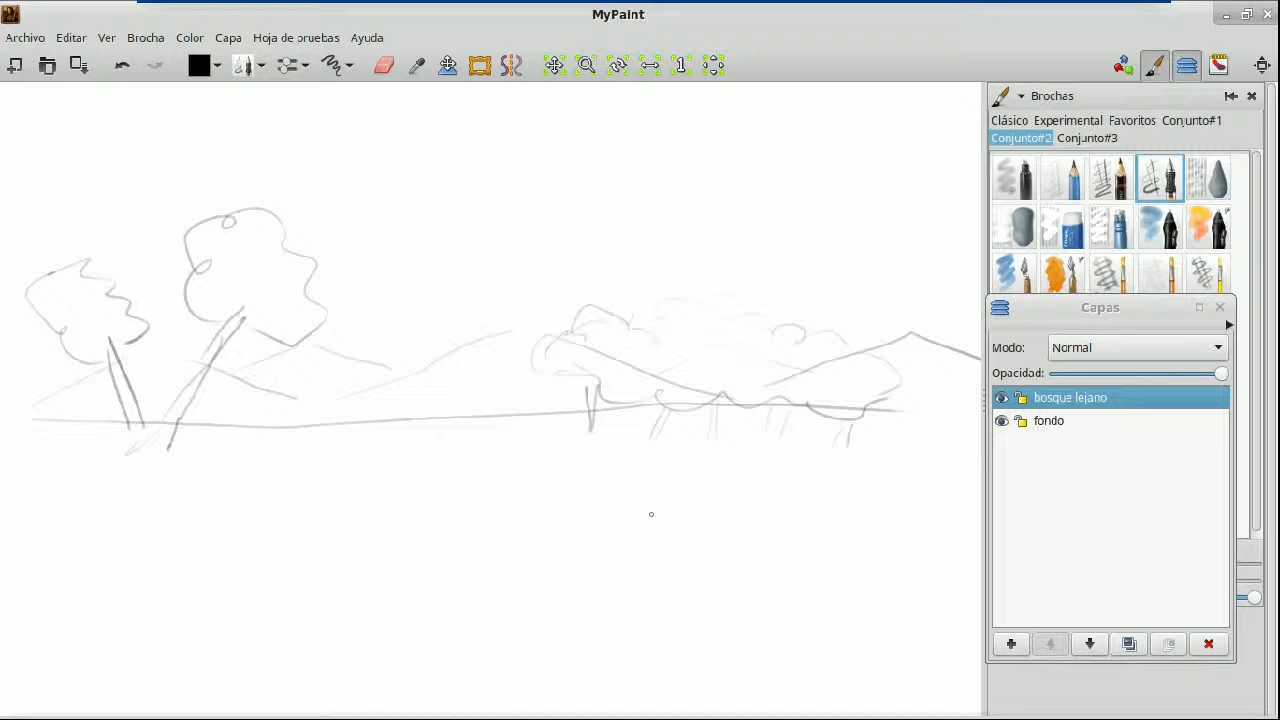 MyPaint
Archivo Editar Ver Brocha Color Capa Hoja de pruebas Ayuda
Brochas
Clásico Experimental Favoritos Conjunto#1
Conjunto#2 Conjunto#3
Capas
Modo: Normal
Opacidad:
bosque lejano
fondo